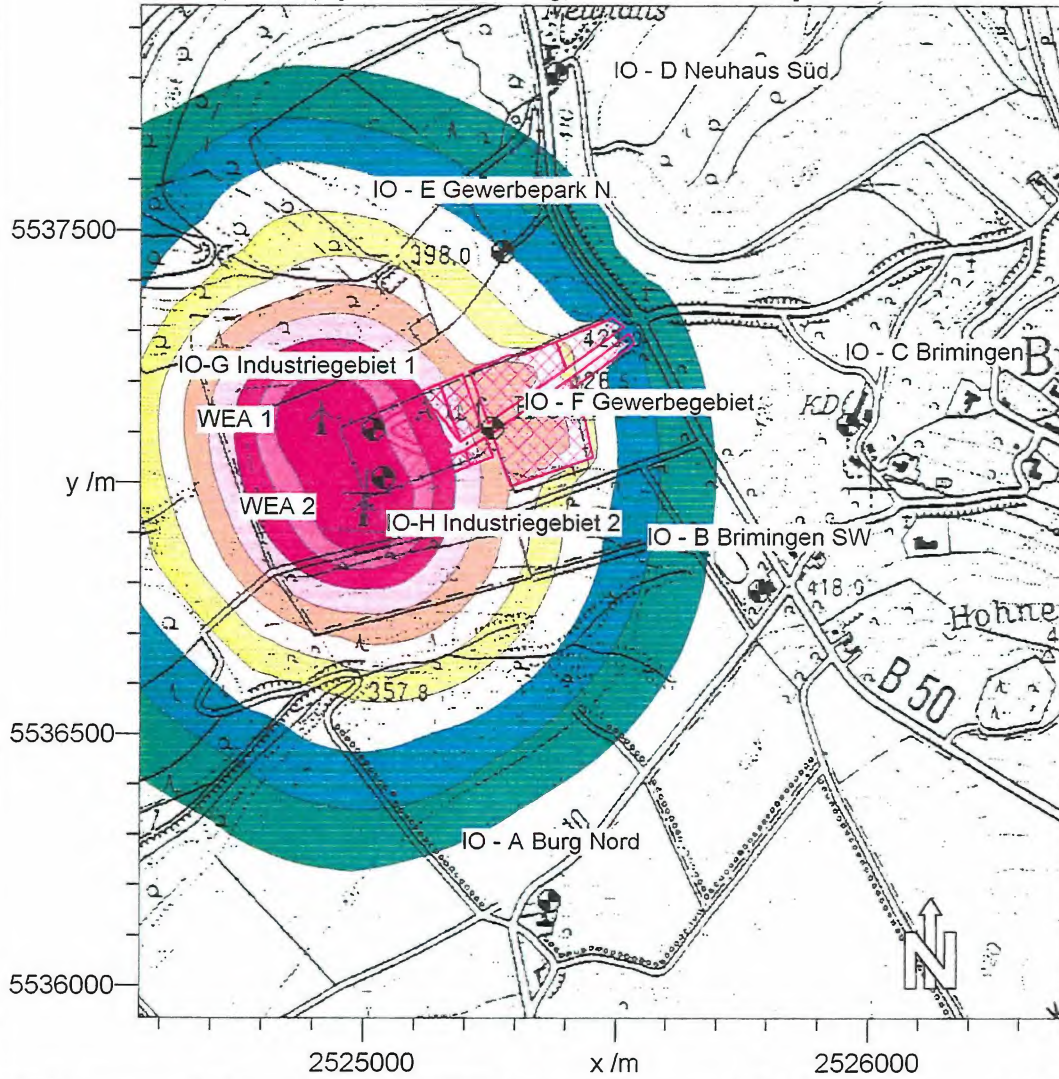 Neuhaus
IO - D Neuhaus Süd
IO - E Gewerbepark N
5537500
398.0
IO-G Industriegebiet 1
IO - C Brimingen
B
WEA 1
IO - F Gewerbegebiet
KD
y /m
WEA 2
IO-H Industriegebiet 2
IO - B Brimingen SW
418.0
Hohne
357.8
B 50
5536500
IO - A Burg Nord
N
5536000
2525000
x /m
2526000